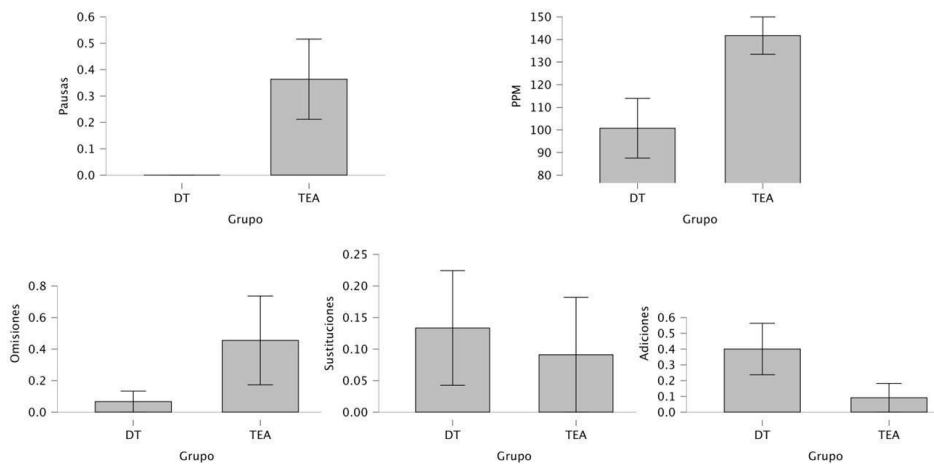 Pausas
0.6
0.5
0.4
0.3
0.2
0.1
0.0
DT TEA
Grupo
PPM
150
140
130
120
110
100
90
80
DT TEA
Grupo
Omisiones
0.8
0.6
0.4
0.2
0.0
DT TEA
Grupo
Sustituciones
0.25
0.20
0.15
0.10
0.05
0.00
DT TEA
Grupo
Adiciones
0.6
0.5
0.4
0.3
0.2
0.1
0.0
DT TEA
Grupo